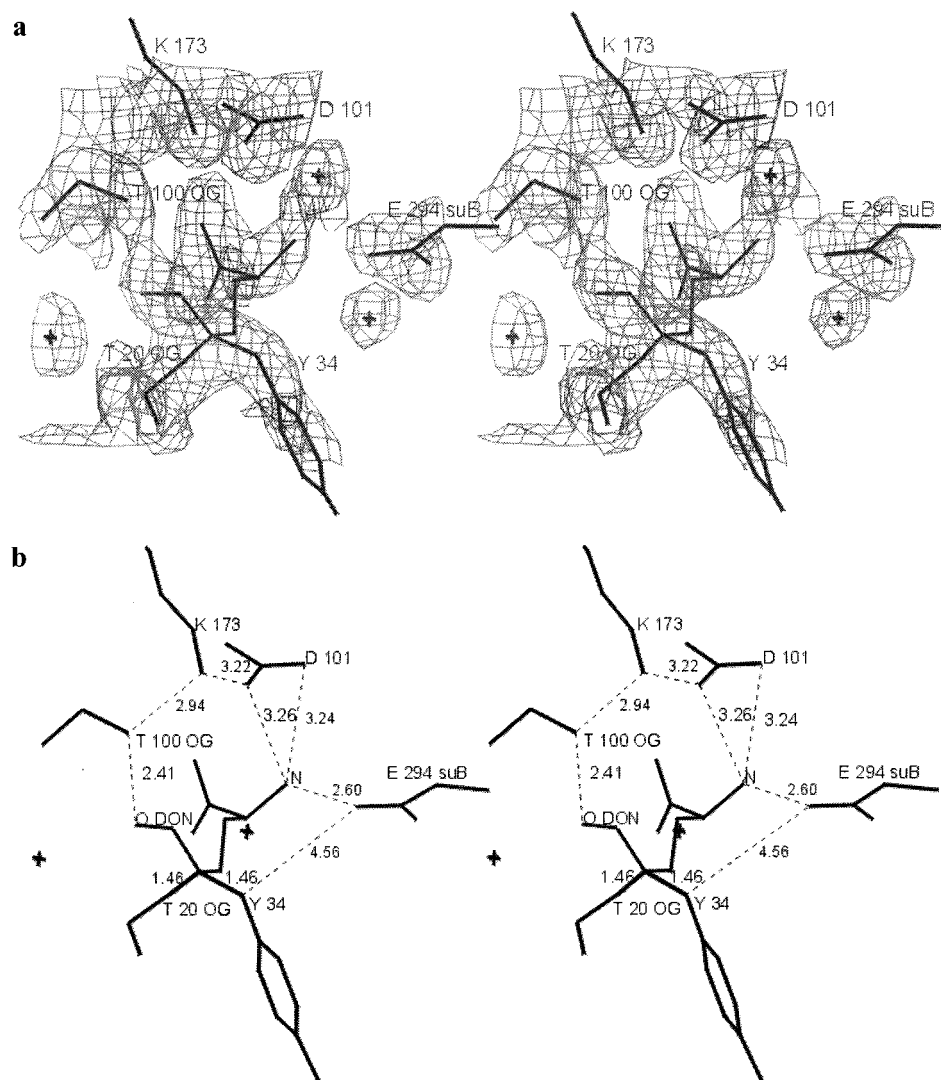 a
K 173
K 173
D 101
D 101
T 100 OG
T 100 OG
E 294 suB
E 294 suB
T 20 OG
T 20 OG
Y 34
Y 34
b
K 173
K 173
D 101
D 101
3.22
3.22
2.94
2.94
3.26
3.26
3.24
3.24
T 100 OG
T 100 OG
2.41
2.41
N
N
E 294 suB
E 294 suB
2.60
2.60
O DON
O DON
4.56
4.56
1.46
1.46
1.46
1.46
T 20 OG
Y 34
T 20 OG
Y 34